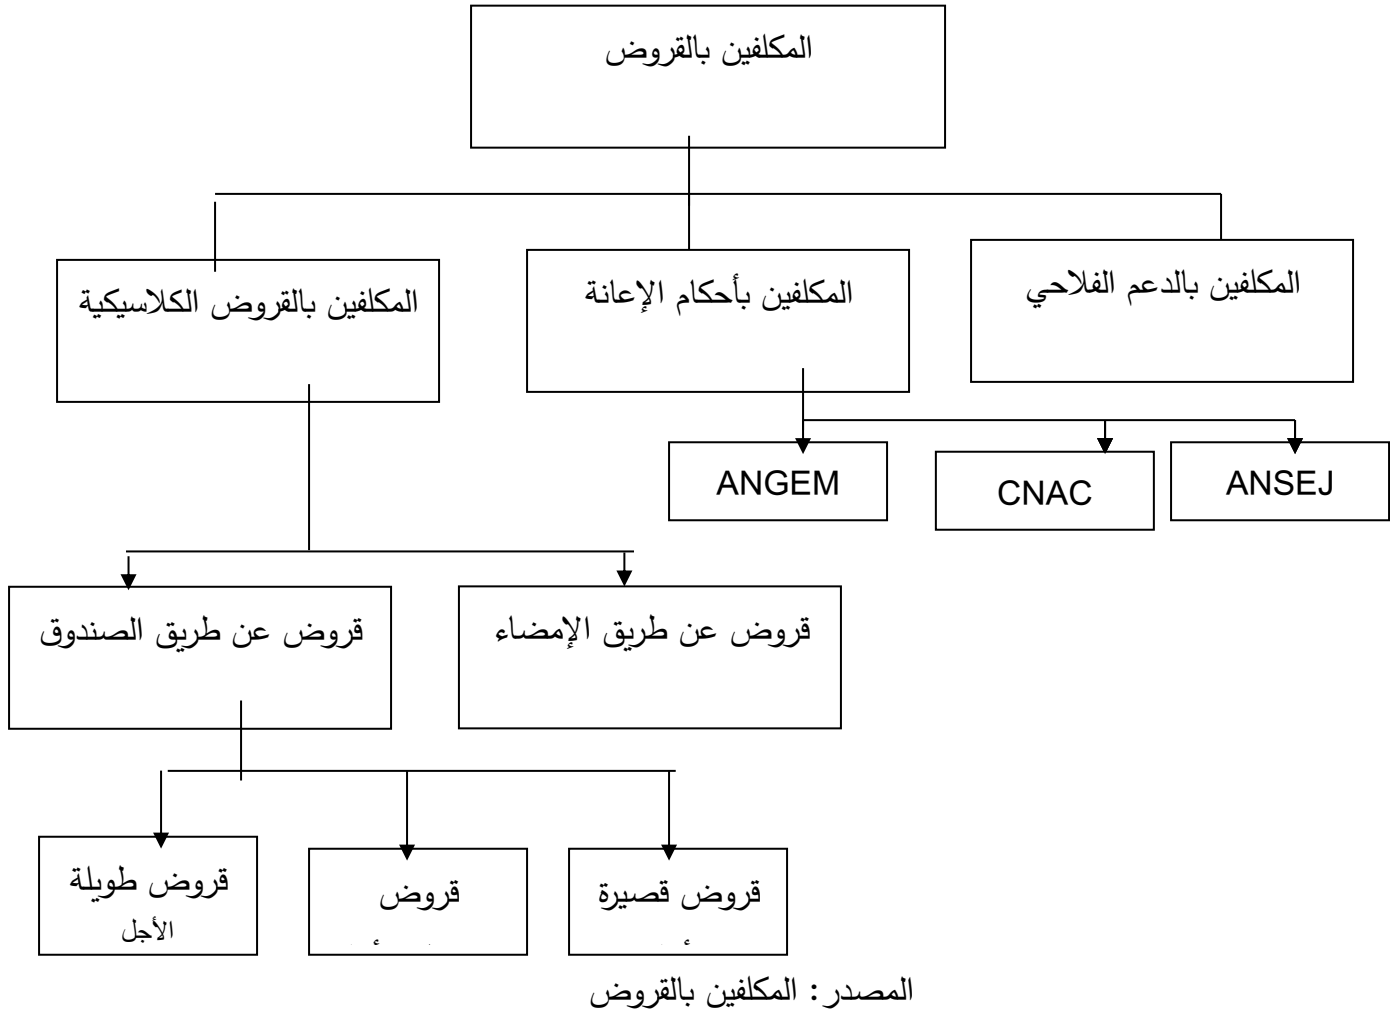 المكلفين بالقروض
المكلفين بالدعم الفلاحي
المكلفين بأحكام الإعانة
المكلفين بالقروض الكلاسيكية
ANSEJ
CNAC
ANGEM
قروض عن طريق الإمضاء
قروض عن طريق الصندوق
قروض قصيرة
قروض
قروض طويلة
الأجل
المصدر: المكلفين بالقروض